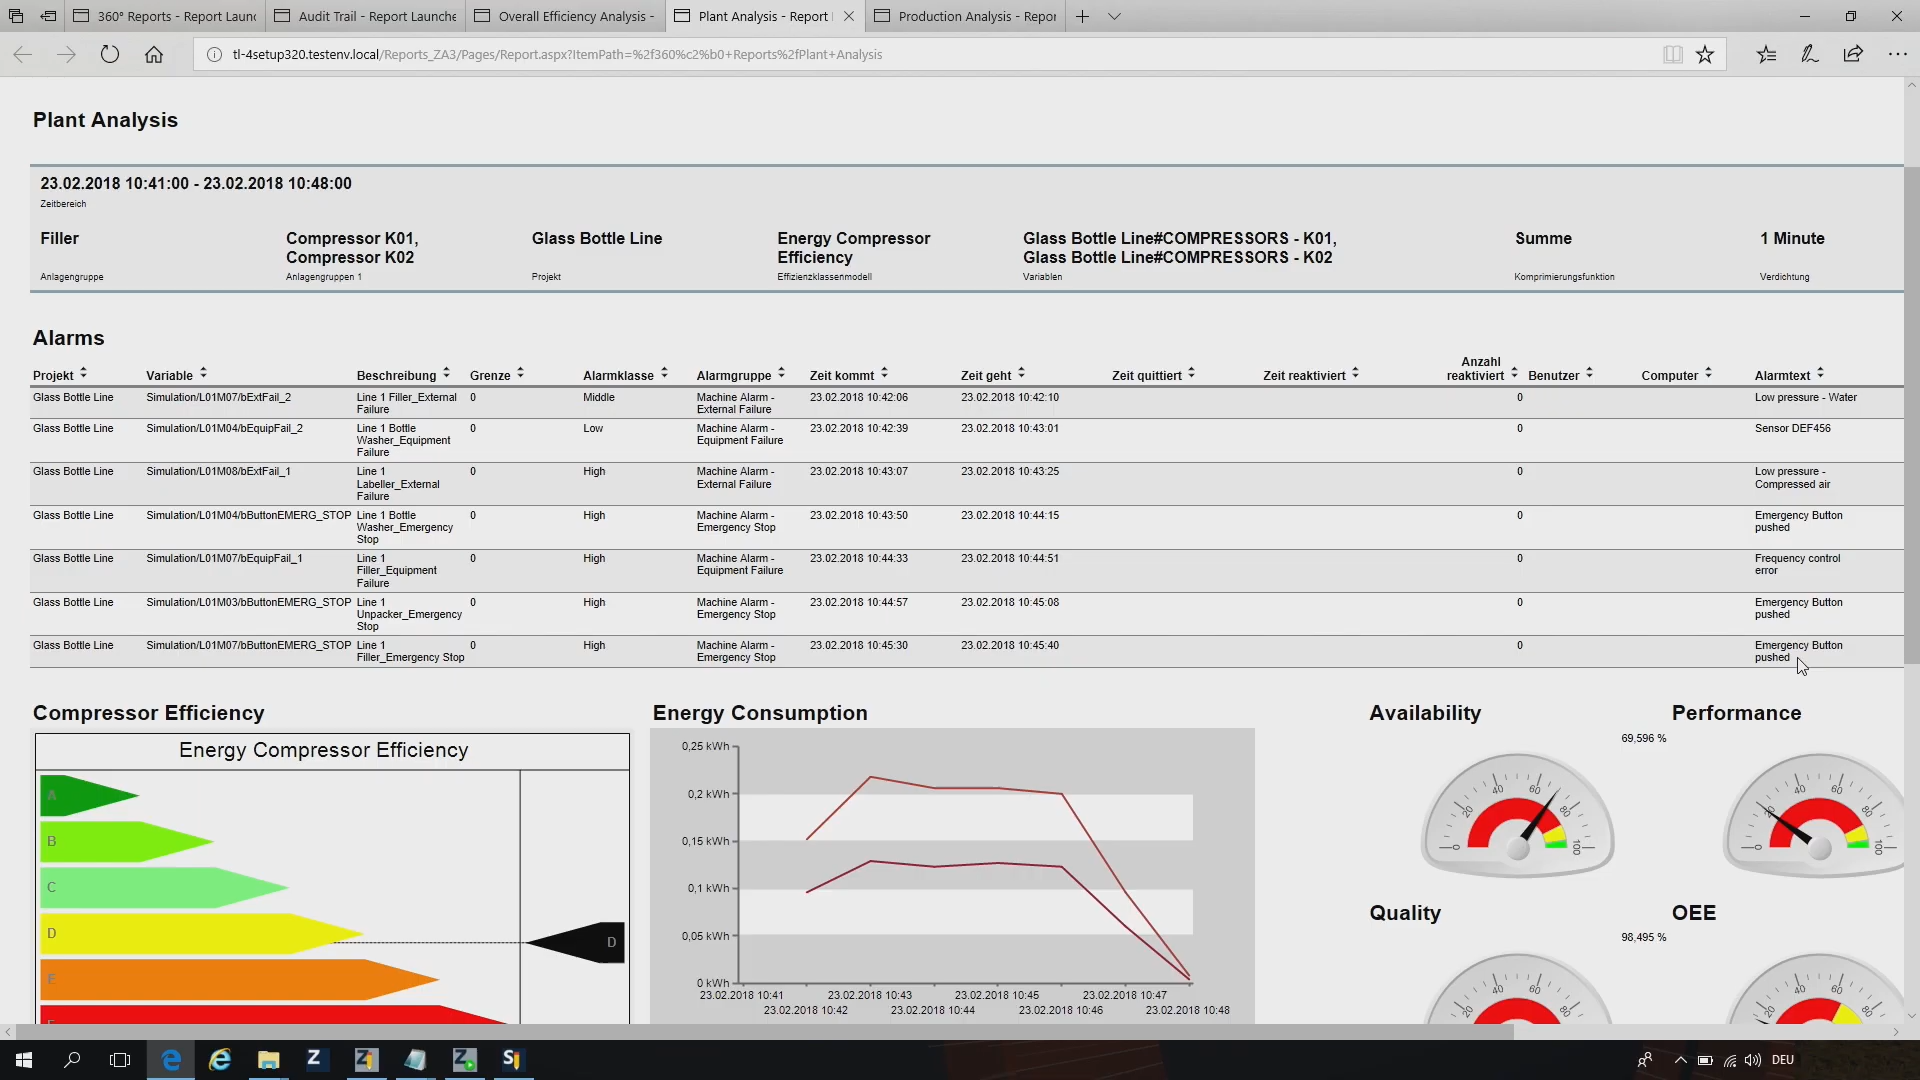 360° Reports - Report Launc
Audit Trail - Report Launche
Overall Efficiency Analysis -
Plant Analysis - Report
Production Analysis - Repor
tl-4setup320.testenv.local/Reports_ZA3/Pages/Report.aspx?ItemPath=%2f360%c2%b0+Reports%2fPlant+Analysis
Plant Analysis
23.02.2018 10:41:00 - 23.02.2018 10:48:00
Zeitbereich
Filler
Compressor K01,
Compressor K02
Glass Bottle Line
Energy Compressor
Efficiency
Glass Bottle Line#COMPRESSORS - K01,
Glass Bottle Line#COMPRESSORS - K02
Summe
1 Minute
Anlagengruppe
Anlagengruppen 1
Projekt
Effizienzklassenmodell
Variablen
Komprimierungsfunktion
Verdichtung
Alarms
Projekt Variable Beschreibung Grenze Alarmklasse Alarmgruppe Zeit kommt Zeit geht Zeit quittiert Zeit reaktiviert Anzahl
reaktiviert Benutzer Computer Alarmtext
Glass Bottle Line Simulation/L01M07/bExtFail_2 Line 1 Filler_External 0 Middle Machine Alarm - 23.02.2018 10:42:06 23.02.2018 10:42:10 0 Low pressure - Water
Failure External Failure
Glass Bottle Line Simulation/L01M04/bEquipFail_2 Line 1 Bottle 0 Low Machine Alarm - 23.02.2018 10:42:39 23.02.2018 10:43:01 0 Sensor DEF456
Washer_Equipment Equipment Failure
Failure
Glass Bottle Line Simulation/L01M08/bExtFail_1 Line 1 0 High Machine Alarm - 23.02.2018 10:43:07 23.02.2018 10:43:25 0 Low pressure -
Labeller_External External Failure Compressed air
Failure
Glass Bottle Line Simulation/L01M04/bButtonEMERG_STOP Line 1 Bottle 0 High Machine Alarm - 23.02.2018 10:43:50 23.02.2018 10:44:15 0 Emergency Button
Washer_Emergency Emergency Stop pushed
Stop
Glass Bottle Line Simulation/L01M07/bEquipFail_1 Line 1 0 High Machine Alarm - 23.02.2018 10:44:33 23.02.2018 10:44:51 0 Frequency control
Filler_Equipment Equipment Failure error
Failure
Glass Bottle Line Simulation/L01M03/bButtonEMERG_STOP Line 1 0 High Machine Alarm - 23.02.2018 10:44:57 23.02.2018 10:45:08 0 Emergency Button
Unpacker_Emergency Emergency Stop pushed
Stop
Glass Bottle Line Simulation/L01M07/bButtonEMERG_STOP Line 1 0 High Machine Alarm - 23.02.2018 10:45:30 23.02.2018 10:45:40 0 Emergency Button
Filler_Emergency Stop Emergency Stop pushed
Compressor Efficiency
Energy Compressor Efficiency
A
B
C
D
D
E
Energy Consumption
0,25 kWh
0,2 kWh
0,15 kWh
0,1 kWh
0,05 kWh
0 kWh
23.02.2018 10:41 23.02.2018 10:43 23.02.2018 10:45 23.02.2018 10:47
23.02.2018 10:42 23.02.2018 10:44 23.02.2018 10:46 23.02.2018 10:48
Availability
69,596 %
0 20 40 60 80 100
Performance
0 20 40 60 80 100
Quality
98,495 %
20 40 60 80
OEE
20 40 60 80
DEU